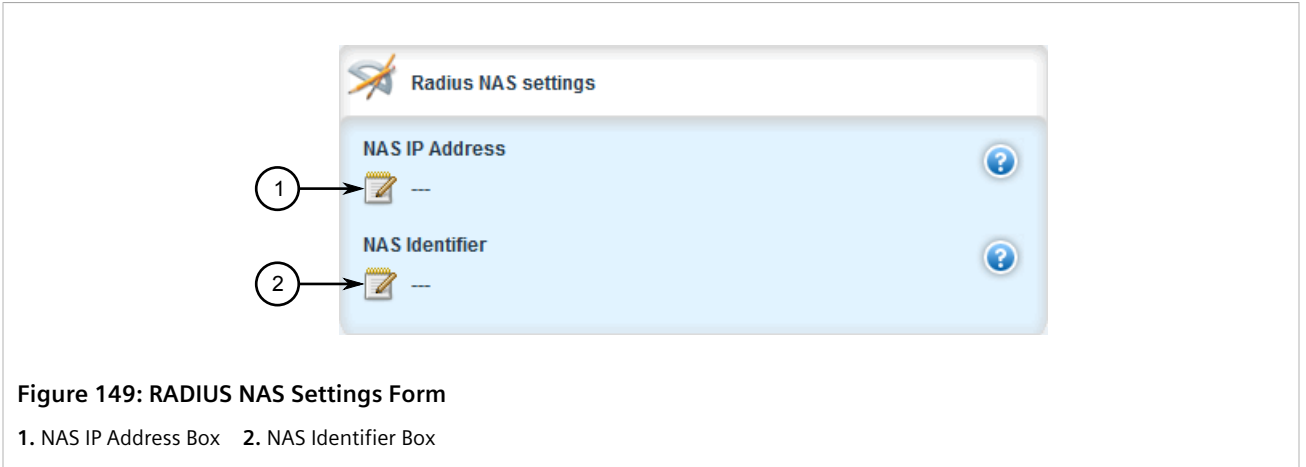 Radius NAS settings
NAS IP Address
1 ---
NAS Identifier
2 ---
Figure 149: RADIUS NAS Settings Form
1. NAS IP Address Box 2. NAS Identifier Box